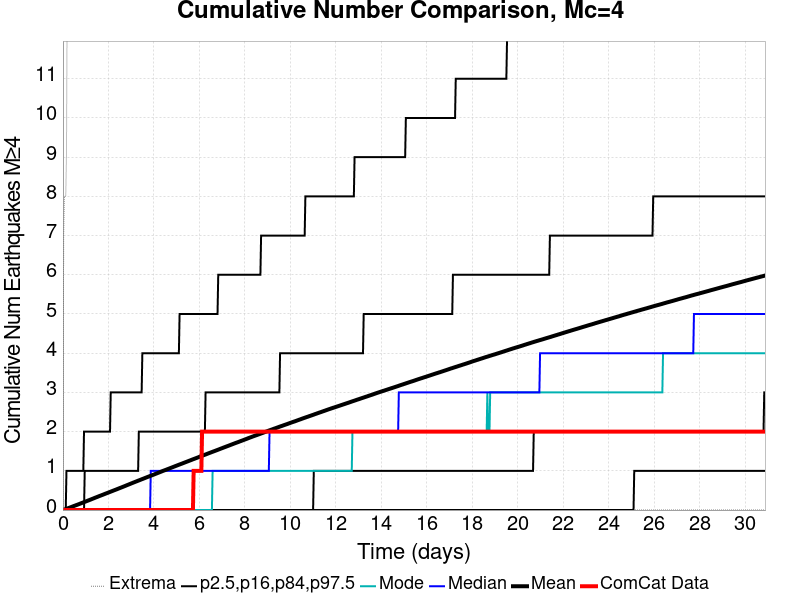 Cumulative Number Comparison, Mc=4
Cumulative Num Earthquakes M≥4
11
10
9
8
7
6
5
4
3
2
1
0
0 2 4 6 8 10 12 14 16 18 20 22 24 26 28 30
Time (days)
Extrema p2.5,p16,p84,p97.5 Mode Median Mean ComCat Data